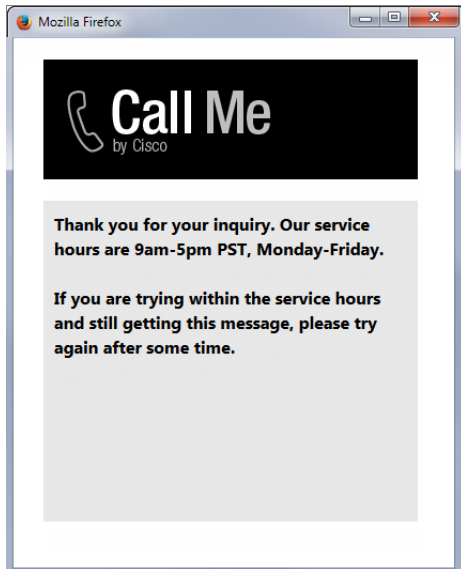 Mozilla Firefox
Call Me
by Cisco
Thank you for your inquiry. Our service
hours are 9am-5pm PST, Monday-Friday.
If you are trying within the service hours
and still getting this message, please try
again after some time.